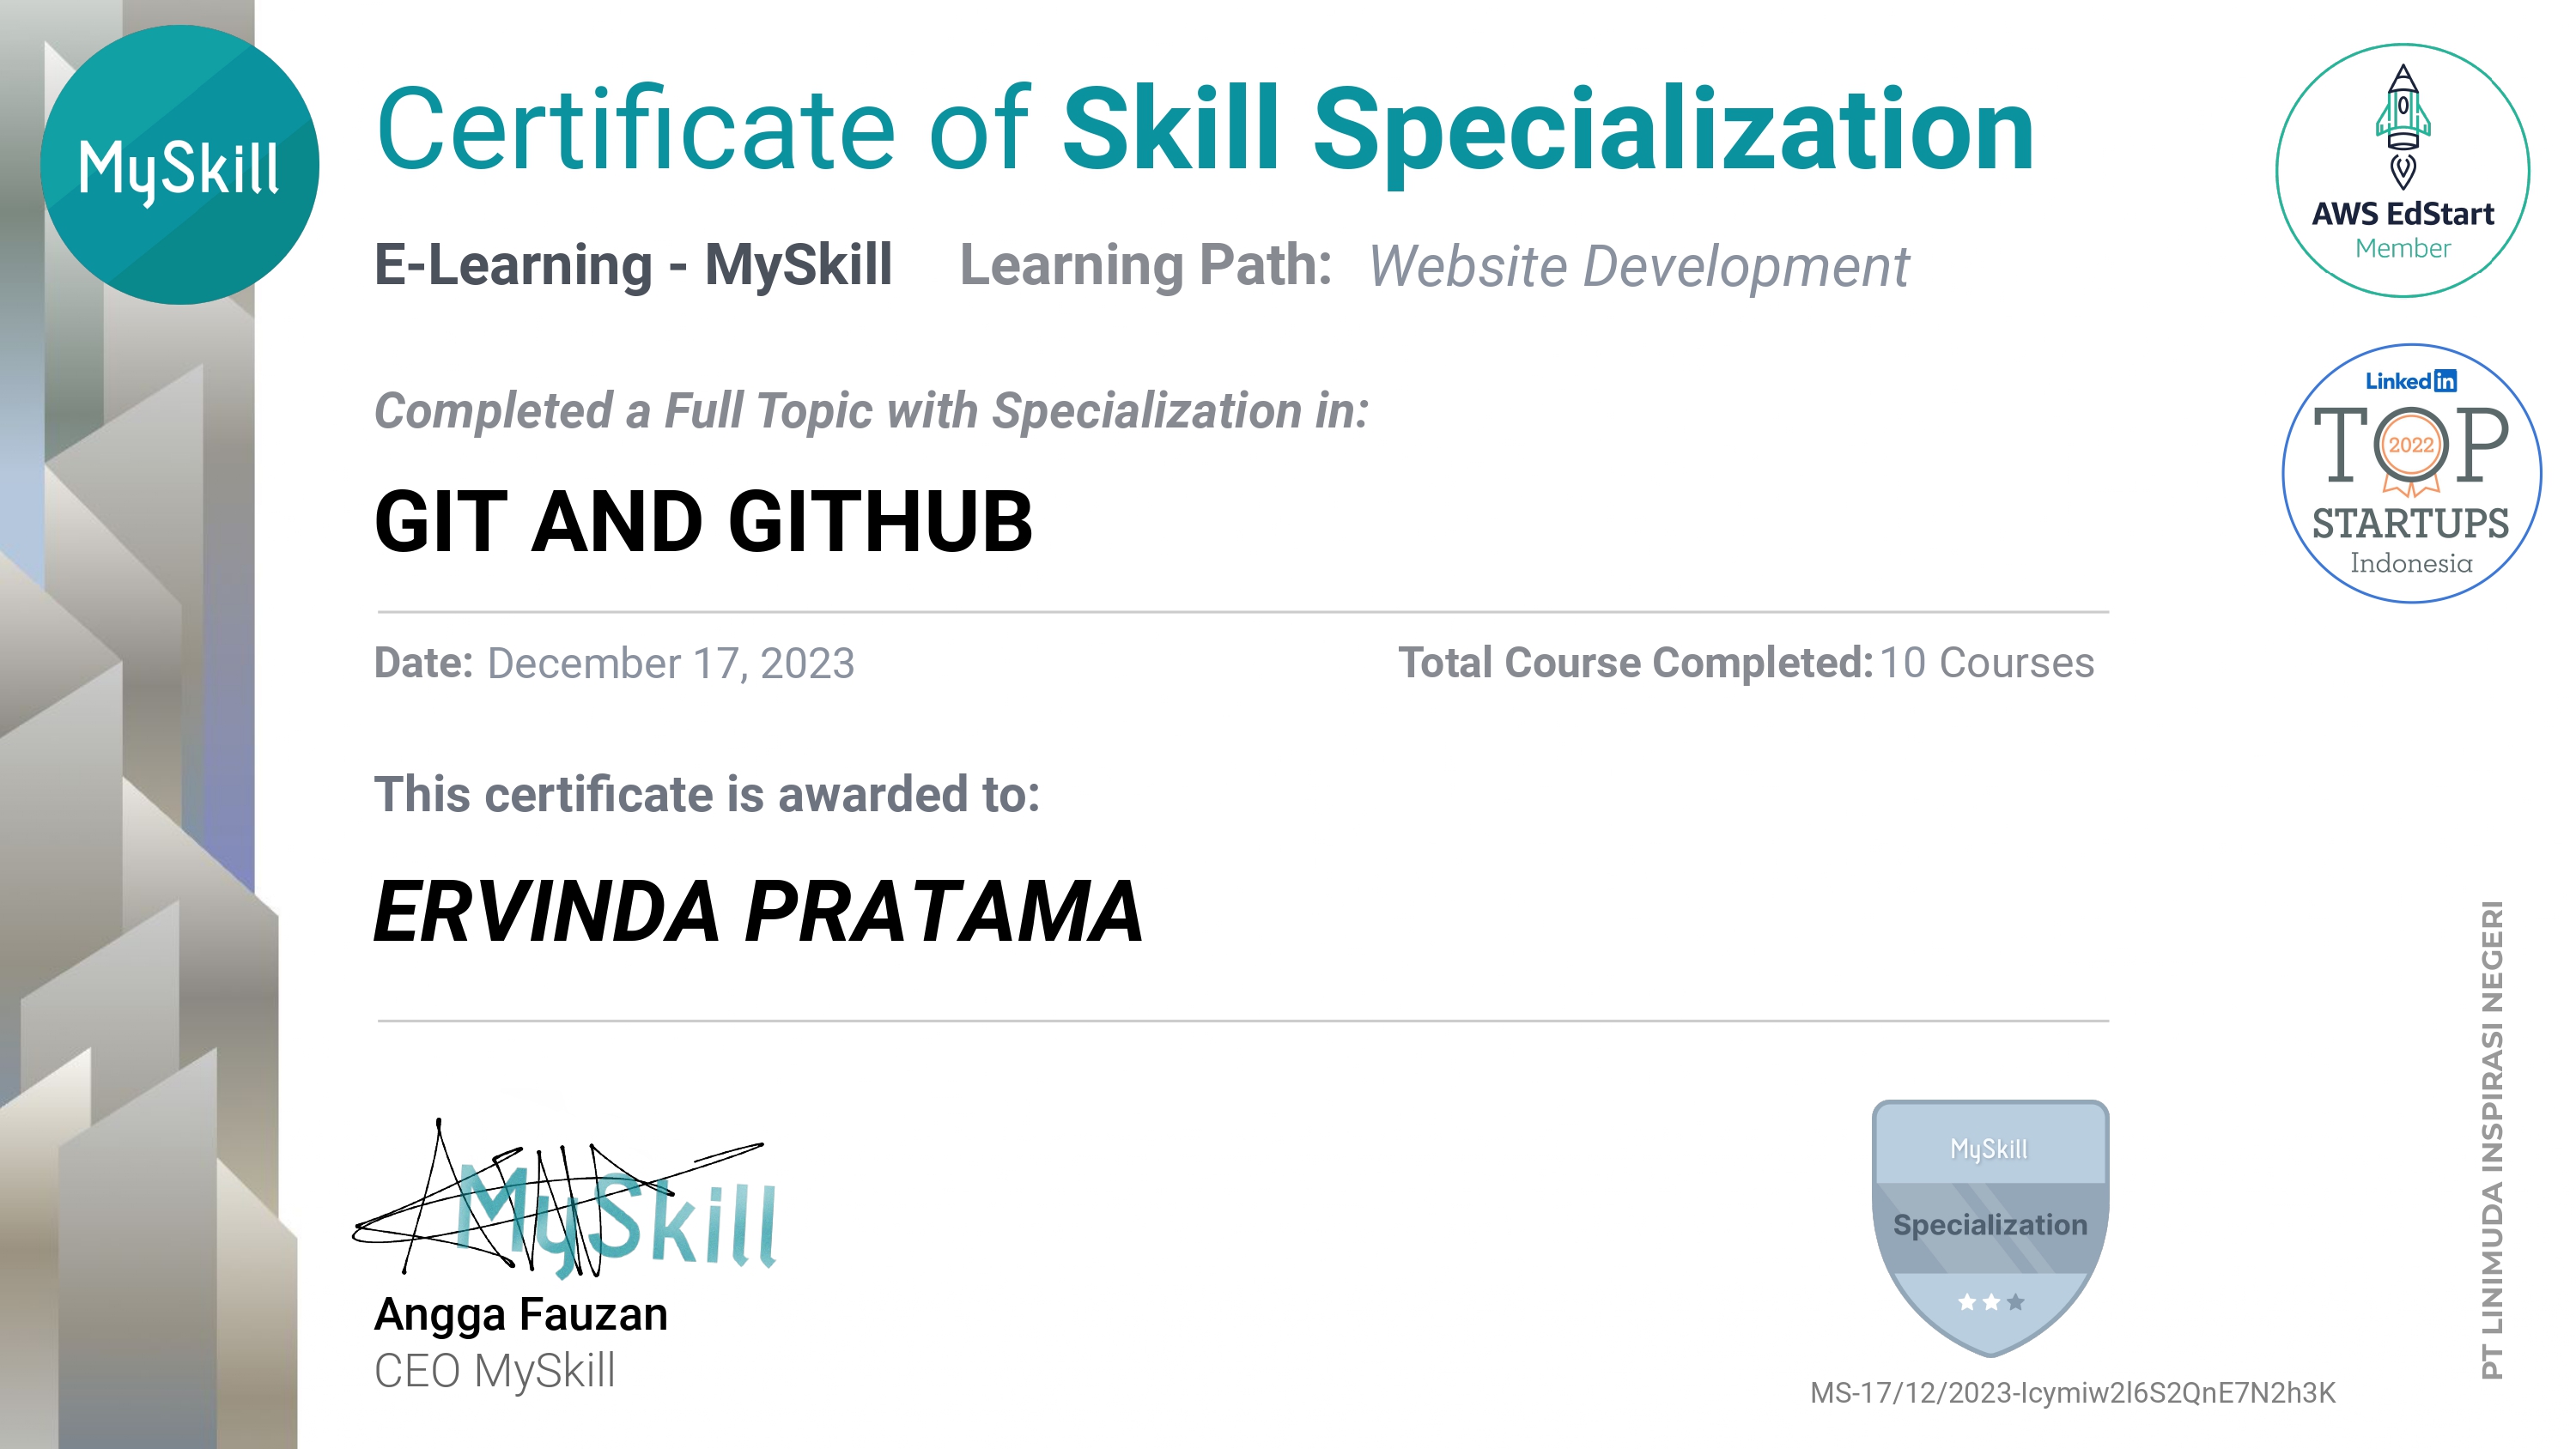 MySkill
Certificate of Skill Specialization
E-Learning - MySkill Learning Path: Website Development
Completed a Full Topic with Specialization in:
GIT AND GITHUB
Date: December 17, 2023
Total Course Completed: 10 Courses
This certificate is awarded to:
ERVINDA PRATAMA
MySkill
Angga Fauzan
CEO MySkill
AWS EdStart
Member
Linked in
TOP
2022
STARTUPS
Indonesia
MySkill
Specialization
MS-17/12/2023-Icymiw2l6S2QnE7N2h3K
PT LINIMUDA INSPIRASI NEGERI